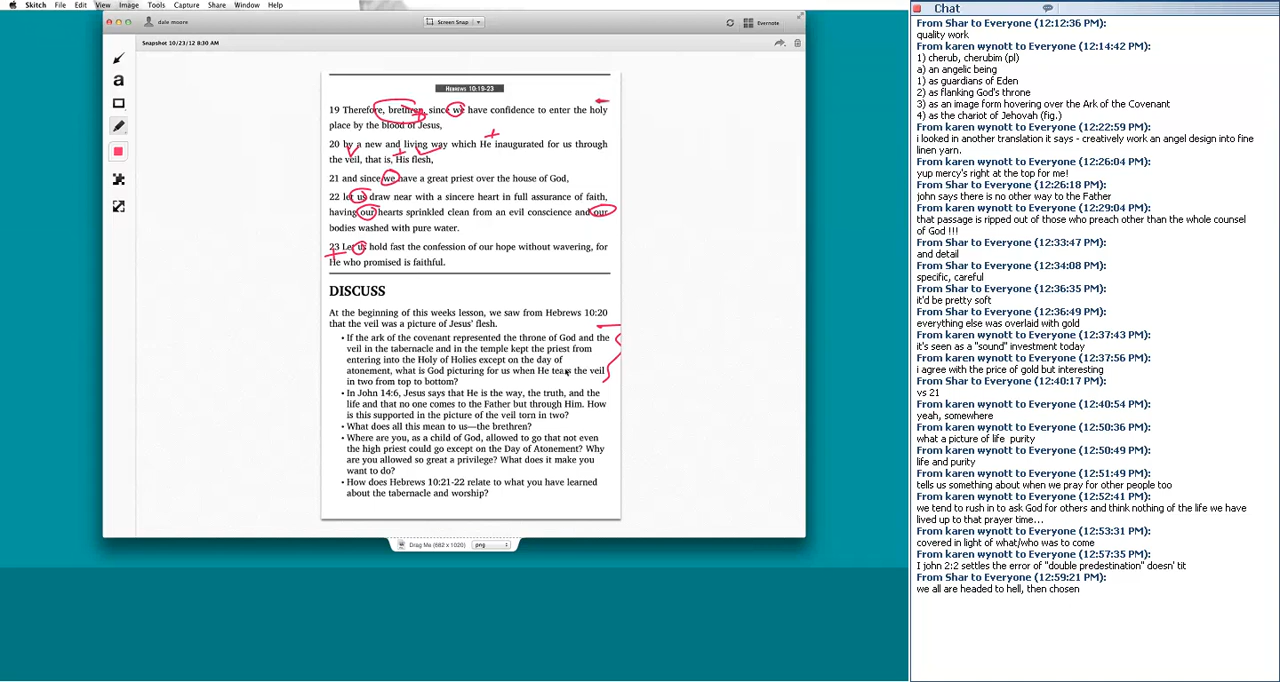 Skitch File Edit View Image Tools Capture Share Window Help
dale moore
Screen Snap
Evernote
Snapshot 10/23/12 8:30 AM
a
HEBREWS 10:19-23
19 Therefore, brethren, since we have confidence to enter the holy
place by the blood of Jesus,
20 by a new and living way which He inaugurated for us through
the veil, that is, His flesh,
21 and since we have a great priest over the house of God,
22 let us draw near with a sincere heart in full assurance of faith,
having our hearts sprinkled clean from an evil conscience and our
bodies washed with pure water.
23 Let us hold fast the confession of our hope without wavering, for
He who promised is faithful.
DISCUSS
At the beginning of this weeks lesson, we saw from Hebrews 10:20
that the veil was a picture of Jesus' flesh.
• If the ark of the covenant represented the throne of God and the
veil in the tabernacle and in the temple kept the priest from
entering into the Holy of Holies except on the day of
atonement, what is God picturing for us when He tears the veil
in two from top to bottom?
• In John 14:6, Jesus says that He is the way, the truth, and the
life and that no one comes to the Father but through Him. How
is this supported in the picture of the veil torn in two?
• What does all this mean to us—the brethren?
• Where are you, as a child of God, allowed to go that not even
the high priest could go except on the Day of Atonement? Why
are you allowed so great a privilege? What does it make you
want to do?
• How does Hebrews 10:21-22 relate to what you have learned
about the tabernacle and worship?
Drag Me (682 x 1020) png
Chat
From Shar to Everyone (12:12:36 PM):
quality work
From karen wynott to Everyone (12:14:42 PM):
1) cherub, cherubim (pl)
a) an angelic being
1) as guardians of Eden
2) as flanking God's throne
3) as an image form hovering over the Ark of the Covenant
4) as the chariot of Jehovah (fig.)
From karen wynott to Everyone (12:22:59 PM):
i looked in another translation it says - creatively work an angel design into fine
linen yarn.
From karen wynott to Everyone (12:26:04 PM):
yup mercy's right at the top for me!
From Shar to Everyone (12:26:18 PM):
john says there is no other way to the Father
From karen wynott to Everyone (12:29:04 PM):
that passage is ripped out of those who preach other than the whole counsel
of God !!!
From Shar to Everyone (12:33:47 PM):
and detail
From Shar to Everyone (12:34:08 PM):
specific, careful
From Shar to Everyone (12:36:35 PM):
it'd be pretty soft
From Shar to Everyone (12:36:49 PM):
everything else was overlaid with gold
From karen wynott to Everyone (12:37:43 PM):
it's seen as a "sound" investment today
From karen wynott to Everyone (12:37:56 PM):
i agree with the price of gold but interesting
From Shar to Everyone (12:40:17 PM):
vs 21
From Shar to Everyone (12:40:54 PM):
yeah, somewhere
From karen wynott to Everyone (12:50:36 PM):
what a picture of life purity
From karen wynott to Everyone (12:50:49 PM):
life and purity
From karen wynott to Everyone (12:51:49 PM):
tells us something about when we pray for other people too
From karen wynott to Everyone (12:52:41 PM):
we tend to rush in to ask God for others and think nothing of the life we have
lived up to that prayer time...
From karen wynott to Everyone (12:53:31 PM):
covered in light of what/who was to come
From karen wynott to Everyone (12:57:35 PM):
I john 2:2 settles the error of "double predestination" doesn' tit
From Shar to Everyone (12:59:21 PM):
we all are headed to hell, then chosen